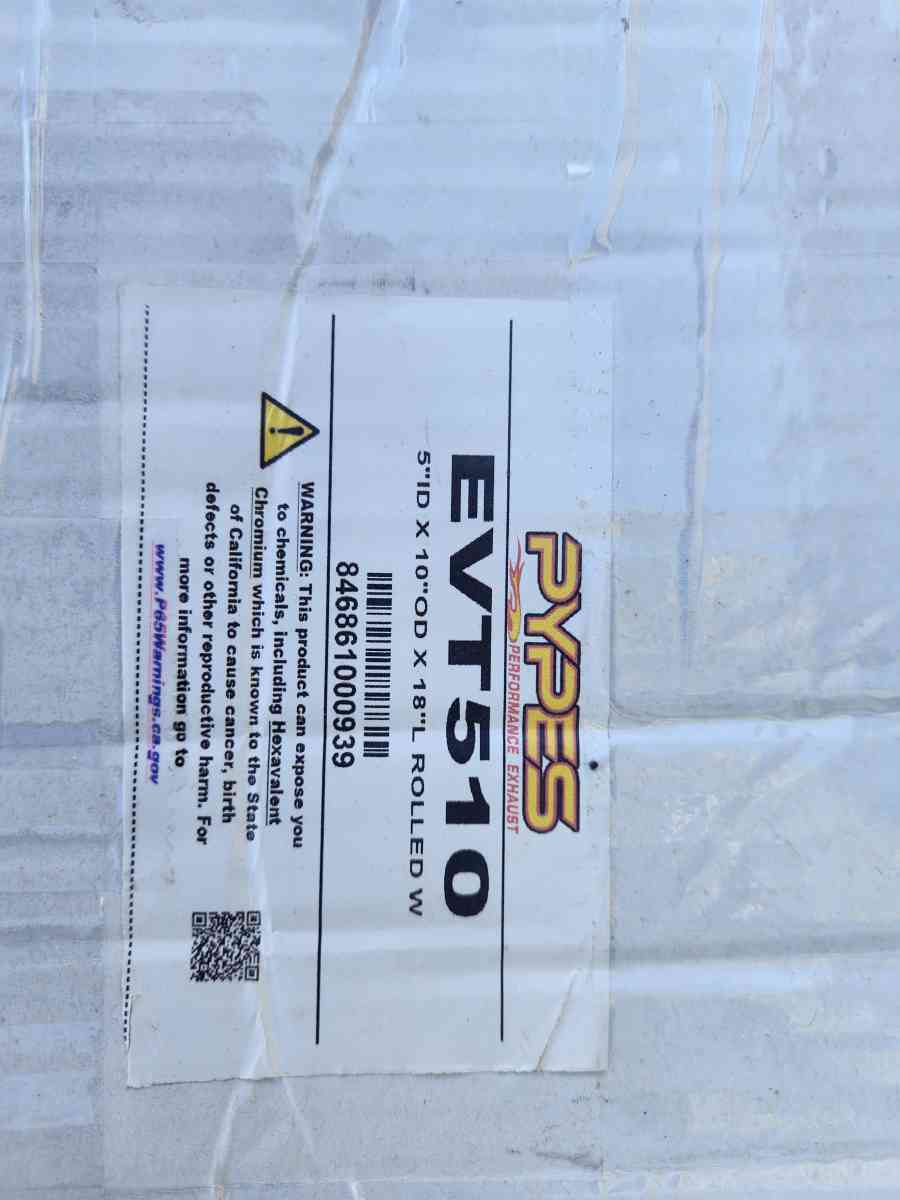 PYPES
PERFORMANCE EXHAUST
EVT510
5"ID X 10"OD X 18"L ROLLED W
84686100939
WARNING: This product can expose you
to chemicals, including Hexavalent
Chromium which is known to the State
of California to cause cancer, birth
defects or other reproductive harm. For
more information go to
www.P65Warnings.ca.gov